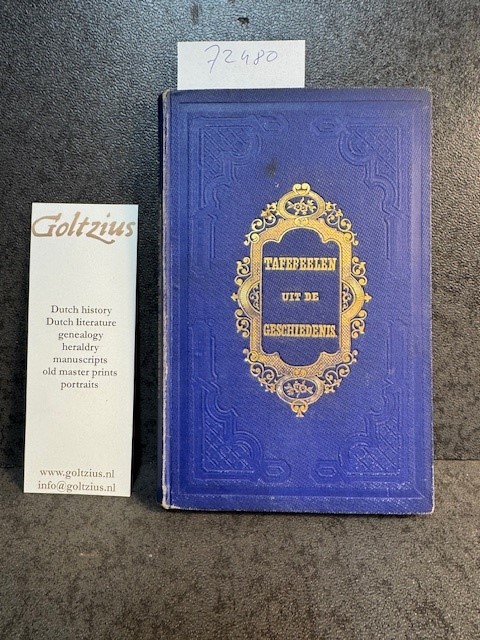 72480
Goltzius
Dutch history
Dutch literature
genealogy
heraldry
manuscripts
old master prints
portraits
www.goltzius.nl
info@goltzius.nl
TAFEFEELEN
UIT DE
GESCHIEDENIS.